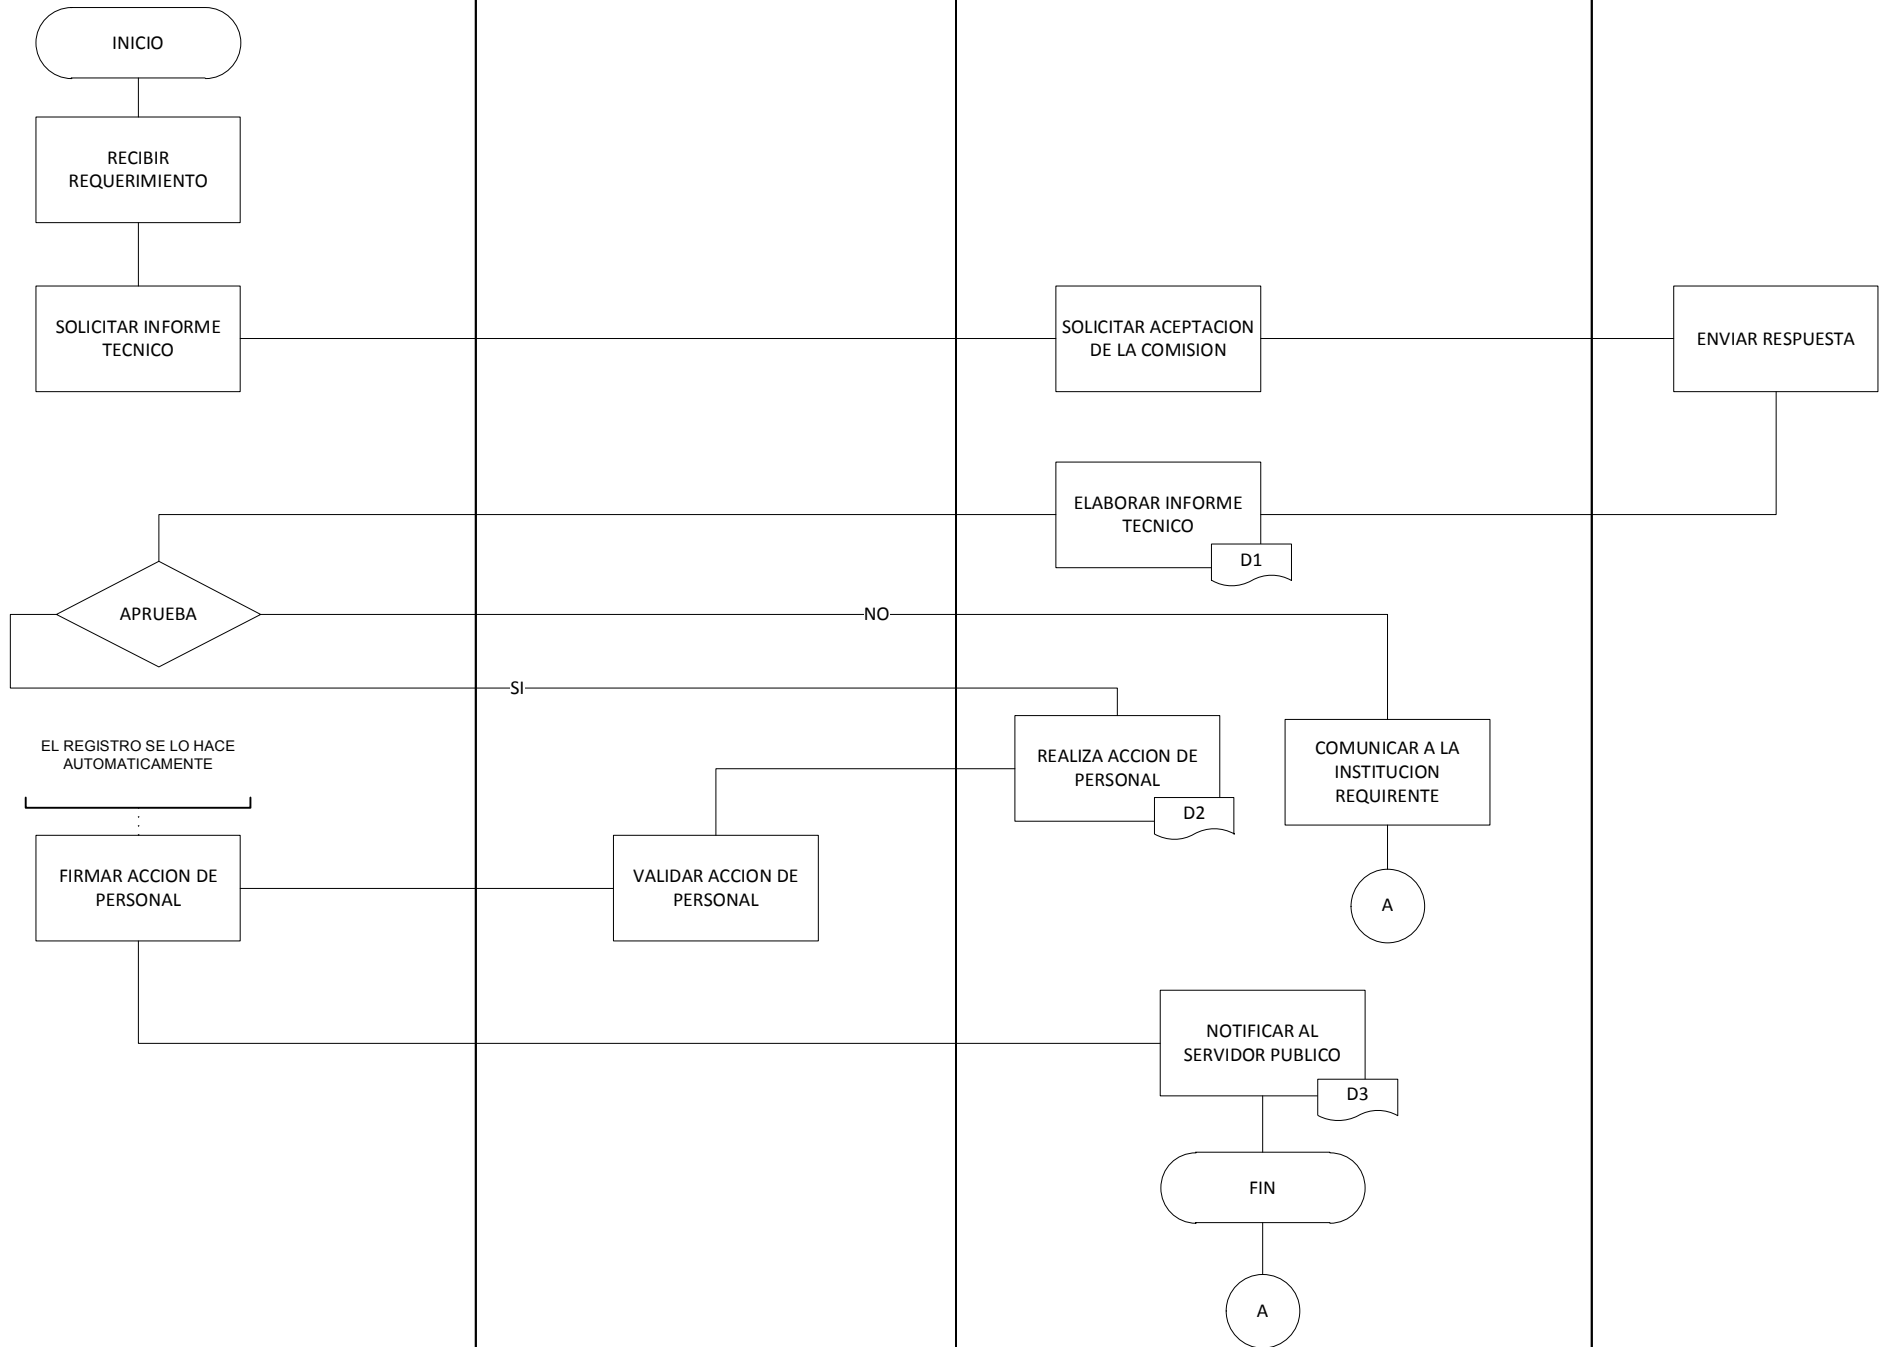 INICIO
RECIBIR
REQUERIMIENTO
SOLICITAR INFORME
TECNICO
SOLICITAR ACEPTACION
DE LA COMISION
ENVIAR RESPUESTA
ELABORAR INFORME
TECNICO
D1
APRUEBA
NO
SI
EL REGISTRO SE LO HACE
AUTOMATICAMENTE
REALIZA ACCION DE
PERSONAL
D2
COMUNICAR A LA
INSTITUCION
REQUIRENTE
FIRMAR ACCION DE
PERSONAL
VALIDAR ACCION DE
PERSONAL
A
NOTIFICAR AL
SERVIDOR PUBLICO
D3
FIN
A